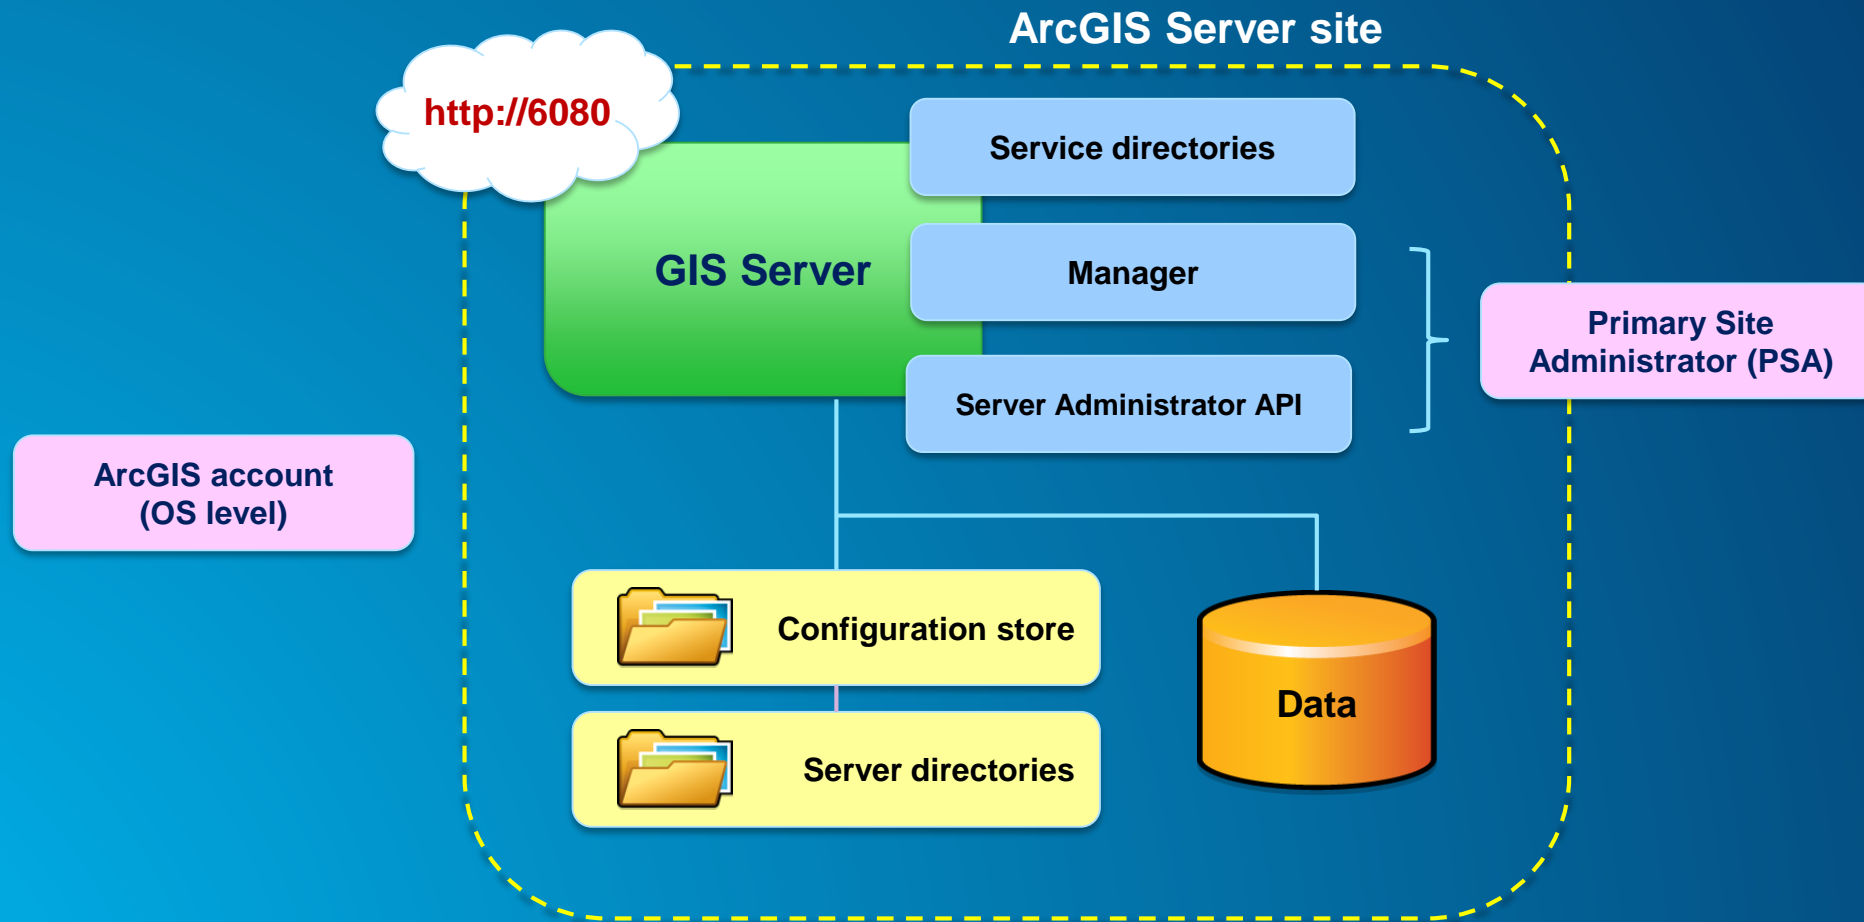 ArcGIS Server site
http://6080
Service directories
GIS Server
Manager
Primary Site
Administrator (PSA)
Server Administrator API
ArcGIS account
(OS level)
Configuration store
Data
Server directories